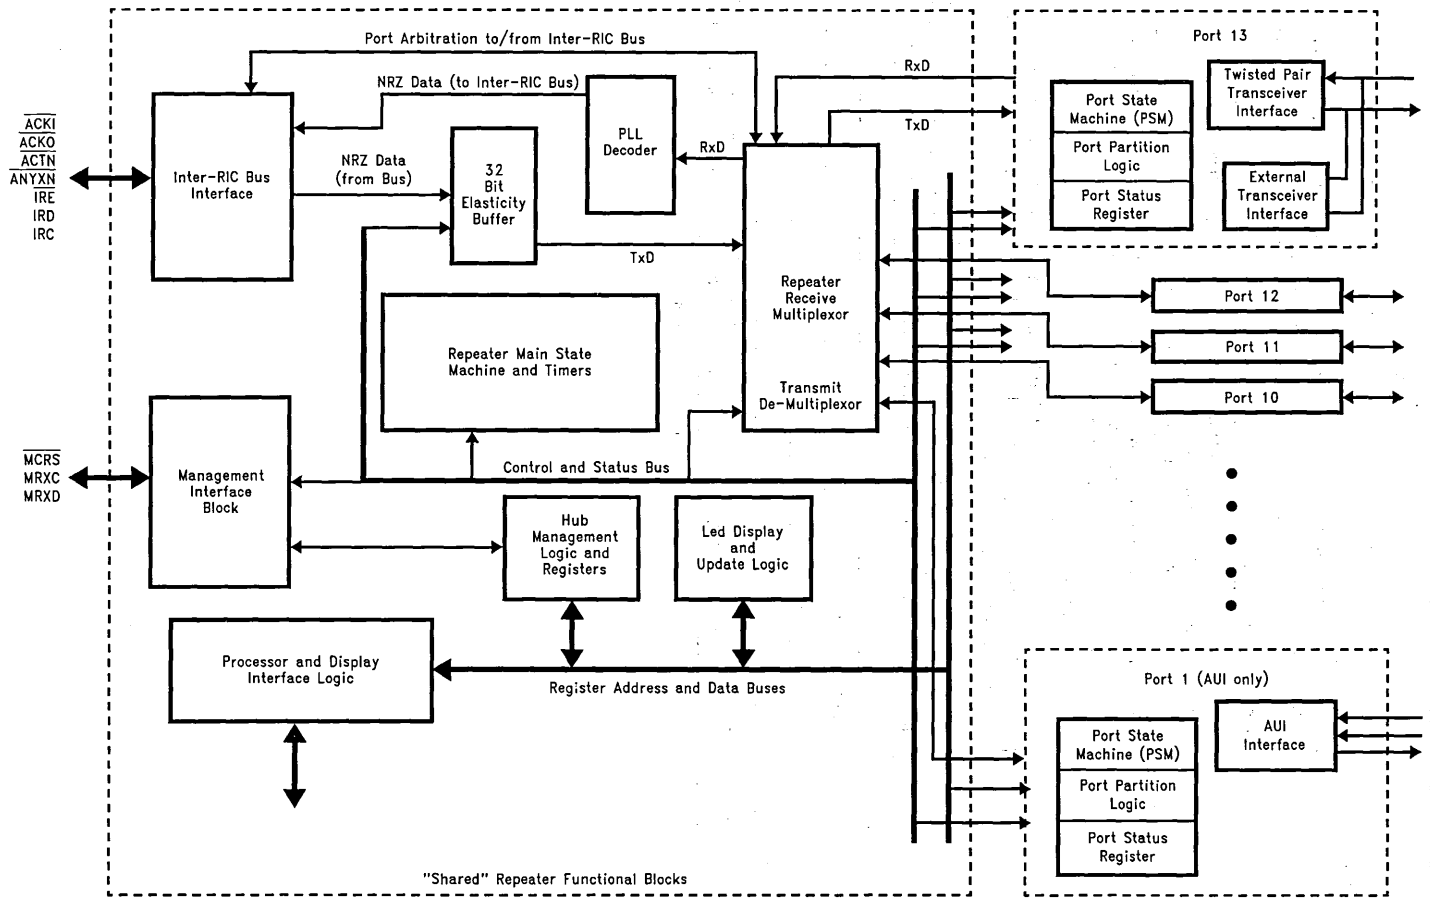 Port Arbitration to/from Inter-RIC Bus
NRZ Data (to Inter-RIC Bus)
PLL
Decoder
RxD
RxD
TxD
Port 13
Port State
Machine (PSM)
Port Partition
Logic
Port Status
Register
Twisted Pair
Transceiver
Interface
External
Transceiver
Interface
ACKI
ACKO
ACTN
ANYXN
IRE
IRD
IRC
Inter-RIC Bus
Interface
NRZ Data
(from Bus)
32
Bit
Elasticity
Buffer
TxD
Repeater
Receive
Multiplexor
Transmit
De-Multiplexor
Port 12
Port 11
Port 10
Repeater Main State
Machine and Timers
MCRS
MRXC
MRXD
Management
Interface
Block
Control and Status Bus
Hub
Management
Logic and
Registers
Led Display
and
Update Logic
Processor and Display
Interface Logic
Register Address and Data Buses
Port 1 (AUI only)
Port State
Machine (PSM)
Port Partition
Logic
Port Status
Register
AUI
Interface
"Shared" Repeater Functional Blocks